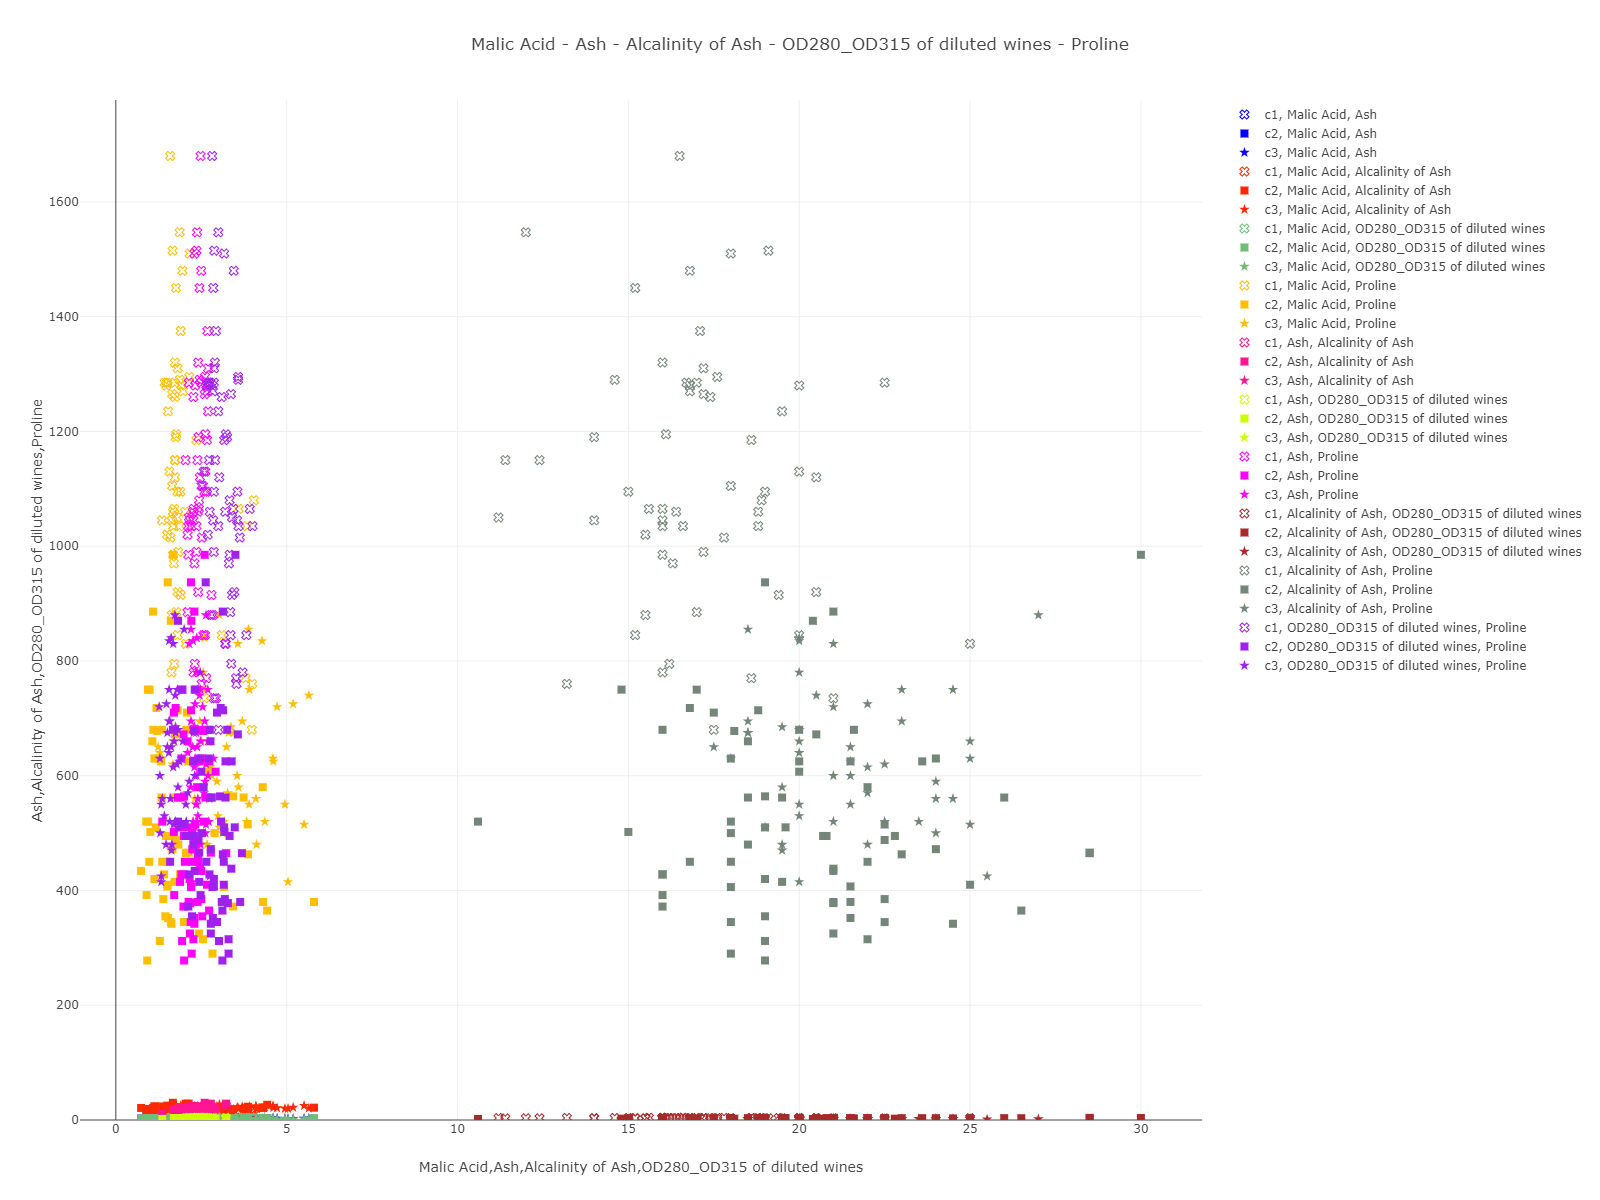 Malic Acid - Ash - Alcalinity of Ash - OD280_OD315 of diluted wines - Proline
c1, Malic Acid, Ash
c2, Malic Acid, Ash
c3, Malic Acid, Ash
c1, Malic Acid, Alcalinity of Ash
c2, Malic Acid, Alcalinity of Ash
c3, Malic Acid, Alcalinity of Ash
c1, Malic Acid, OD280_OD315 of diluted wines
c2, Malic Acid, OD280_OD315 of diluted wines
c3, Malic Acid, OD280_OD315 of diluted wines
c1, Malic Acid, Proline
c2, Malic Acid, Proline
c3, Malic Acid, Proline
c1, Ash, Alcalinity of Ash
c2, Ash, Alcalinity of Ash
c3, Ash, Alcalinity of Ash
c1, Ash, OD280_OD315 of diluted wines
c2, Ash, OD280_OD315 of diluted wines
c3, Ash, OD280_OD315 of diluted wines
c1, Ash, Proline
c2, Ash, Proline
c3, Ash, Proline
c1, Alcalinity of Ash, OD280_OD315 of diluted wines
c2, Alcalinity of Ash, OD280_OD315 of diluted wines
c3, Alcalinity of Ash, OD280_OD315 of diluted wines
c1, Alcalinity of Ash, Proline
c2, Alcalinity of Ash, Proline
c3, Alcalinity of Ash, Proline
c1, OD280_OD315 of diluted wines, Proline
c2, OD280_OD315 of diluted wines, Proline
c3, OD280_OD315 of diluted wines, Proline
Ash,Alcalinity of Ash,OD280_OD315 of diluted wines,Proline
1600
1400
1200
1000
800
600
400
200
0
0 5 10 15 20 25 30
Malic Acid,Ash,Alcalinity of Ash,OD280_OD315 of diluted wines